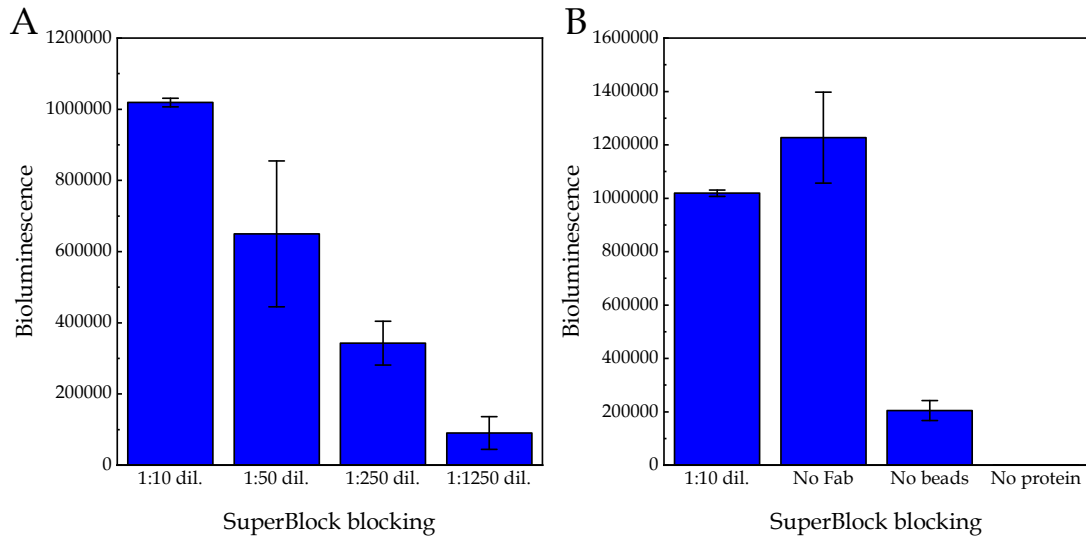 A
1200000
1000000
800000
600000
400000
200000
0
Bioluminescence
1:10 dil. 1:50 dil. 1:250 dil. 1:1250 dil.
SuperBlock blocking
B
1600000
1400000
1200000
1000000
800000
600000
400000
200000
0
Bioluminescence
1:10 dil. No Fab No beads No protein
SuperBlock blocking